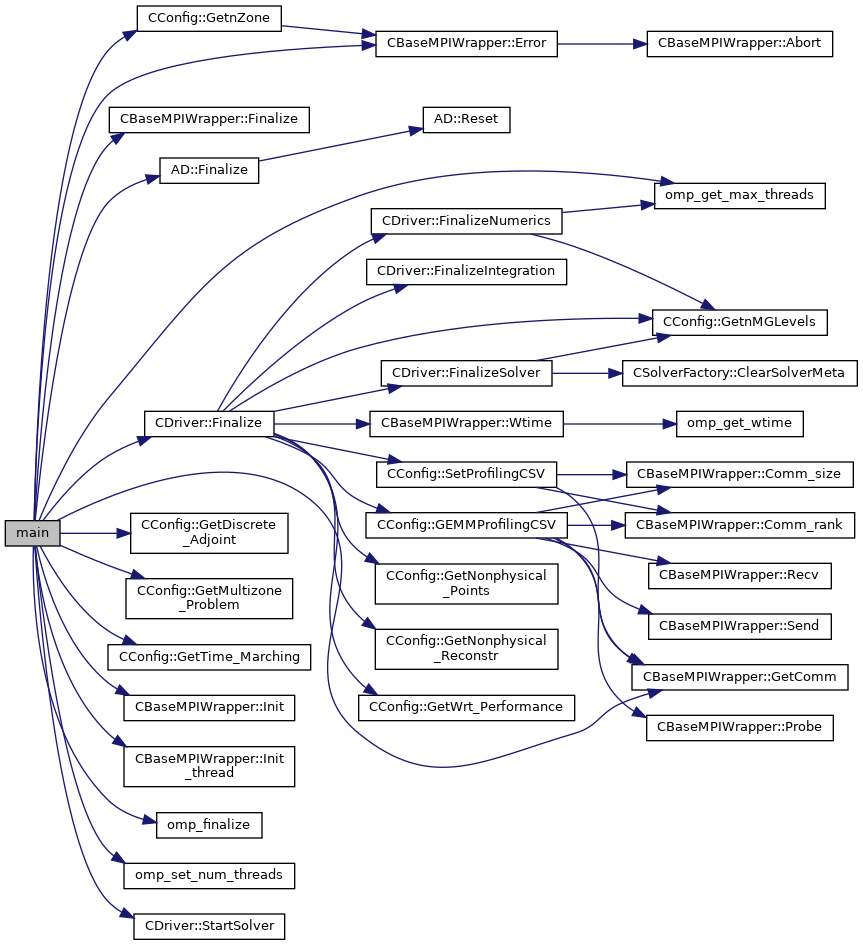 CConfig::GetnZone
CBaseMPIWrapper::Error
CBaseMPIWrapper::Abort
CBaseMPIWrapper::Finalize
AD::Reset
AD::Finalize
omp_get_max_threads
CDriver::FinalizeNumerics
CDriver::FinalizeIntegration
CConfig::GetnMGLevels
CDriver::FinalizeSolver
CSolverFactory::ClearSolverMeta
CDriver::Finalize
CBaseMPIWrapper::Wtime
omp_get_wtime
CConfig::SetProfilingCSV
CBaseMPIWrapper::Comm_size
main
CConfig::GetDiscrete
_Adjoint
CConfig::GEMMProfilingCSV
CBaseMPIWrapper::Comm_rank
CConfig::GetMultizone
_Problem
CConfig::GetNonphysical
_Points
CBaseMPIWrapper::Recv
CBaseMPIWrapper::Send
CConfig::GetTime_Marching
CConfig::GetNonphysical
_Reconstr
CBaseMPIWrapper::GetComm
CBaseMPIWrapper::Init
CConfig::GetWrt_Performance
CBaseMPIWrapper::Probe
CBaseMPIWrapper::Init
_thread
omp_finalize
omp_set_num_threads
CDriver::StartSolver